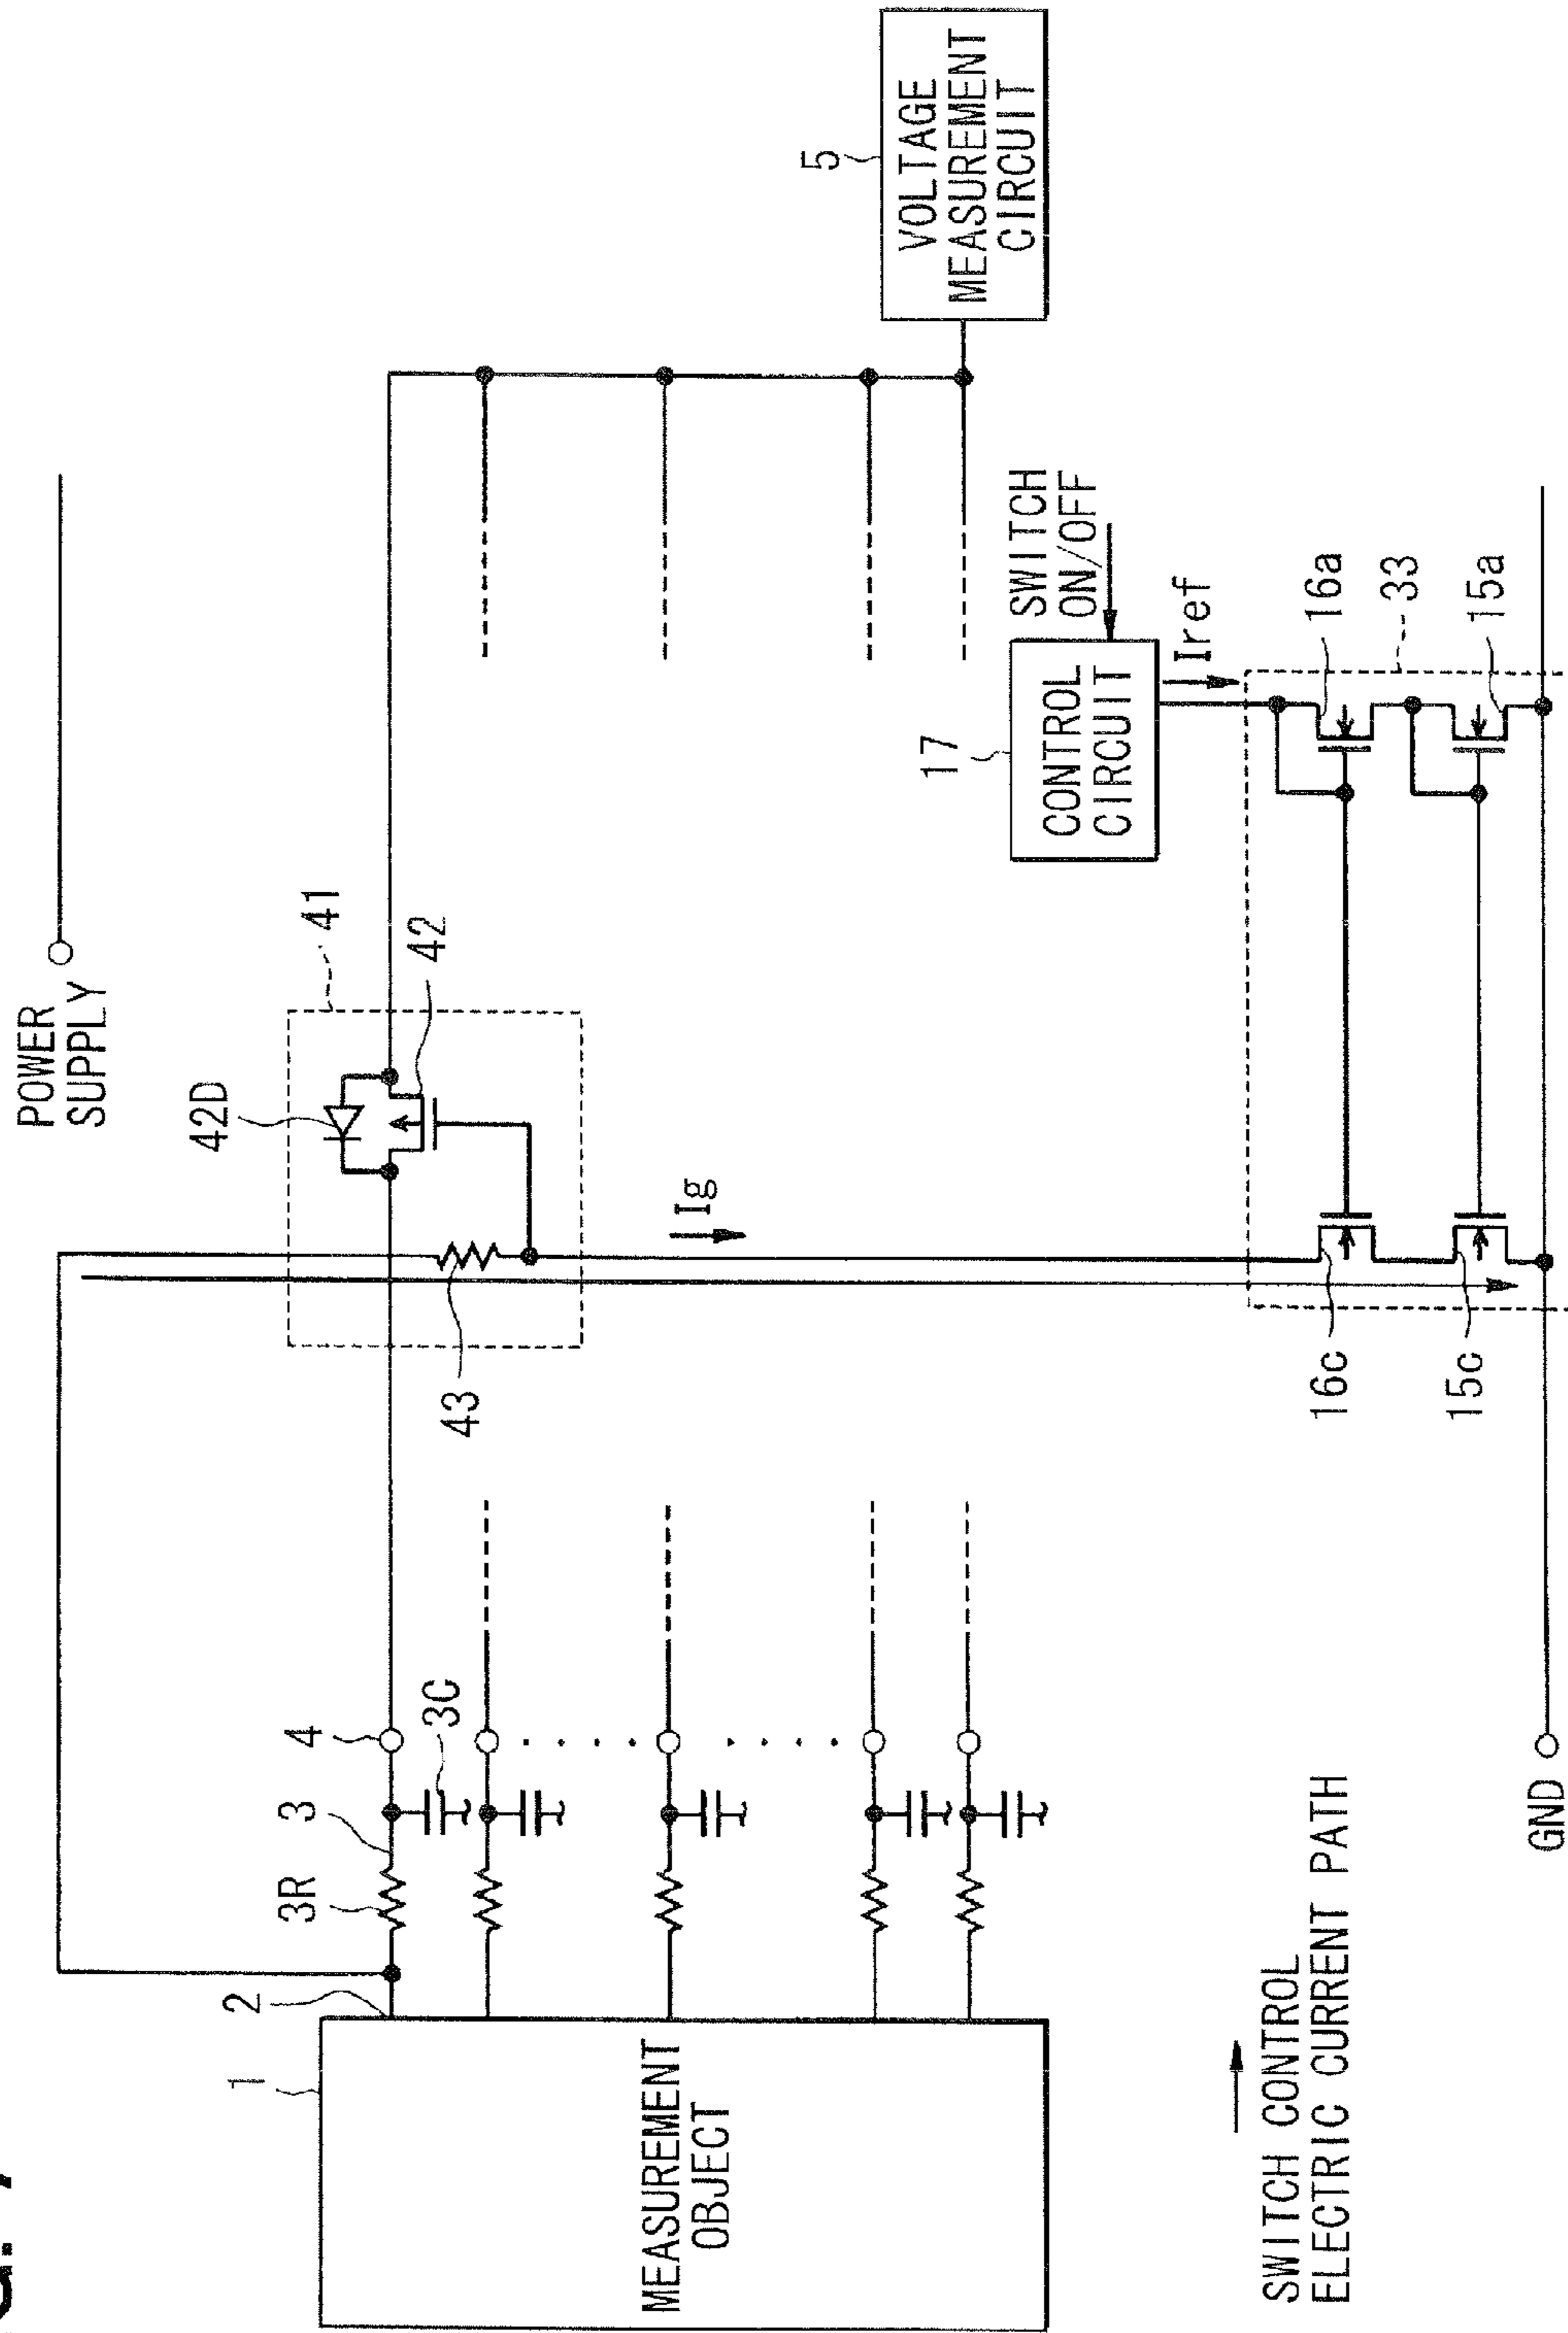 POWER
SUPPLY
41
42D
42
43
Ig
1
2
3R
3
4
3C
MEASUREMENT
OBJECT
5
VOLTAGE
MEASUREMENT
CIRCUIT
SWITCH
ON/OFF
17
CONTROL
CIRCUIT
Iref
16a
33
15a
16c
15c
GND
SWITCH CONTROL
ELECTRIC CURRENT PATH